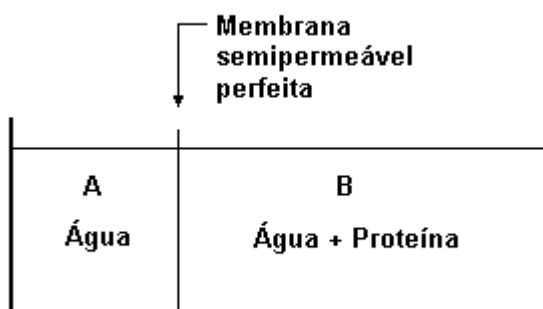 Membrana
semipermeável
perfeita
A
B
Água
Água + Proteína